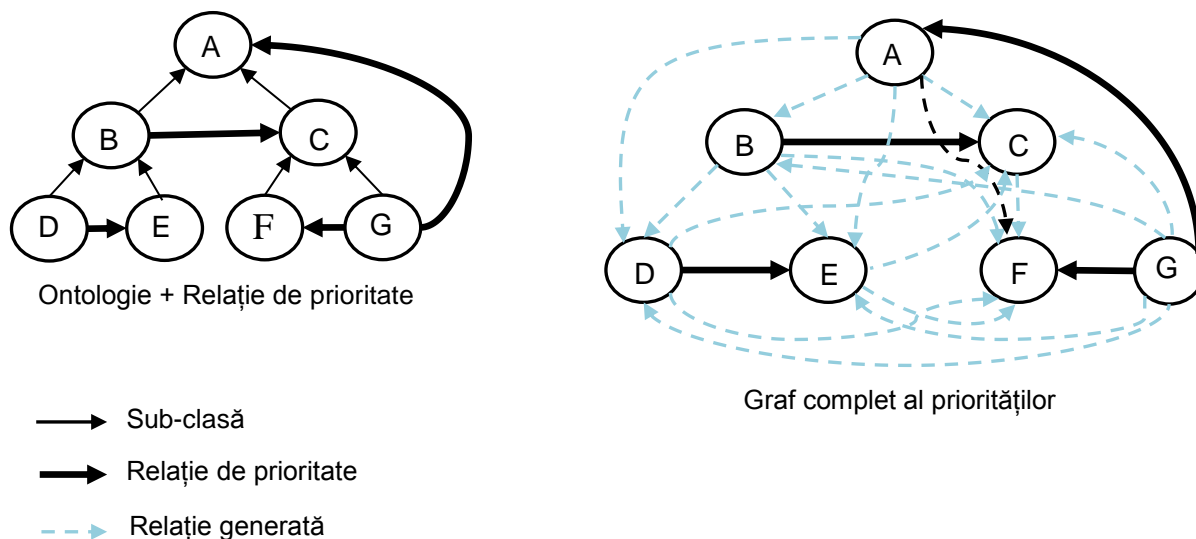 A
B
C
D
E
F
G
Ontologie + Relație de prioritate
A
B
C
D
E
F
G
Graf complet al priorităților
Sub-clasă
Relație de prioritate
Relație generată